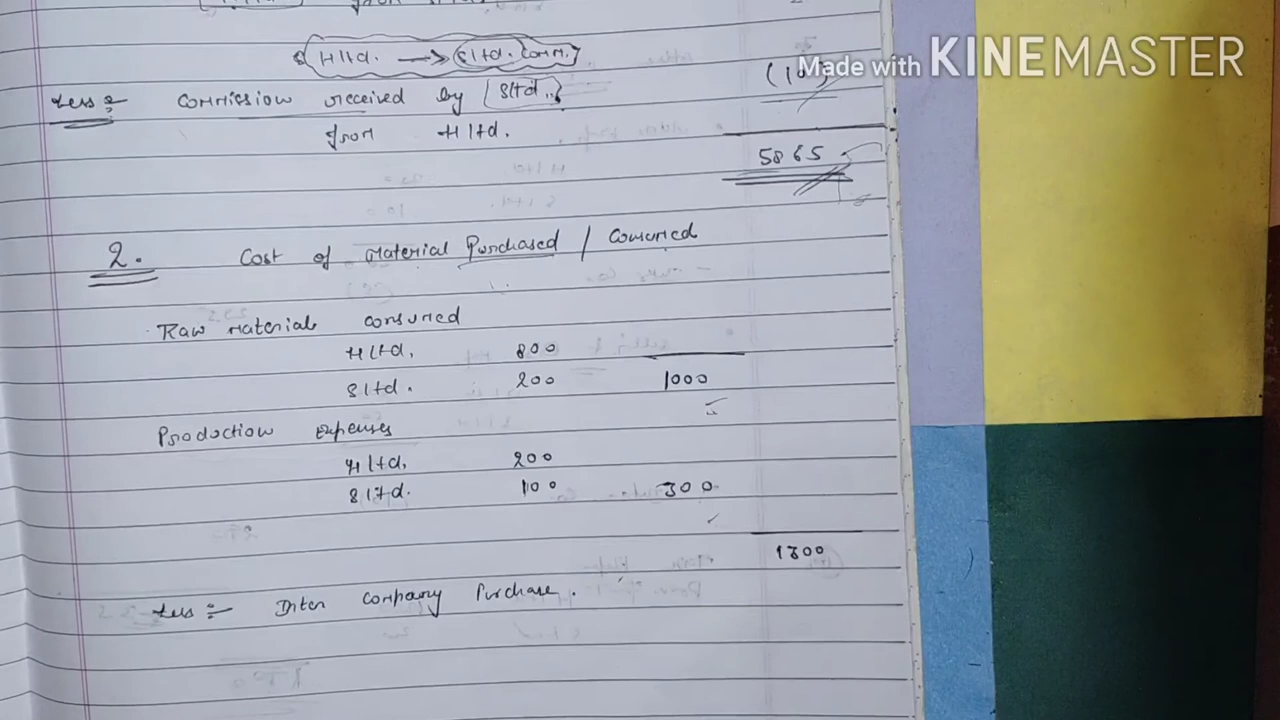 H ltd. → S ltd. Comm.
Made with KINEMASTER
Less :- Commission received by S ltd.
from H ltd.
5865
2. Cost of Material Purchased / Consumed
Raw Materials consumed
H ltd. 800
S ltd. 200 1000
Production Expenses
H ltd. 200
S ltd. 100 300
1300
Less :- Inter Company Purchase.